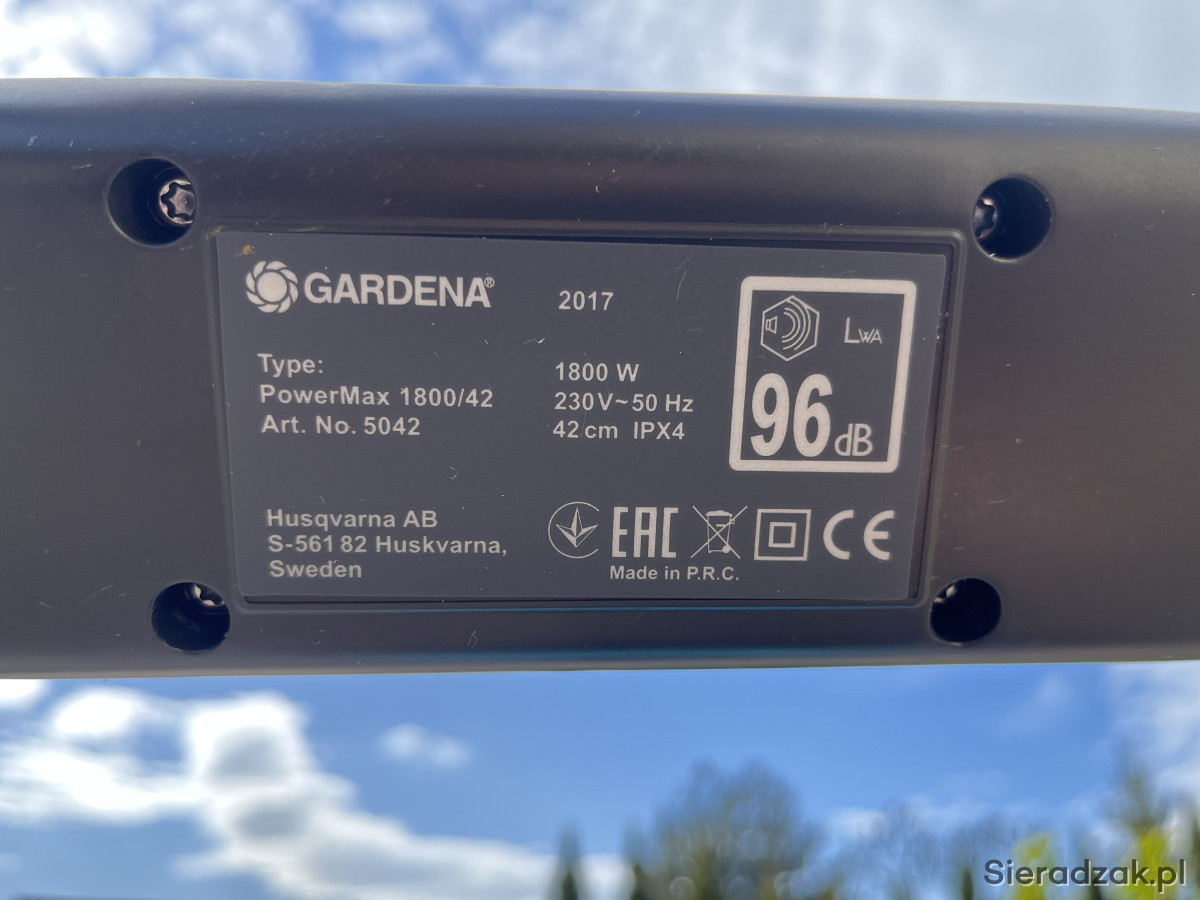 GARDENA®
2017
Type:
PowerMax 1800/42
Art. No. 5042
1800 W
230V~50 Hz
42 cm IPX4
LWA
96 dB
Husqvarna AB
S-561 82 Huskvarna,
Sweden
EAC
CE
Made in P.R.C.
Sieradzak.pl